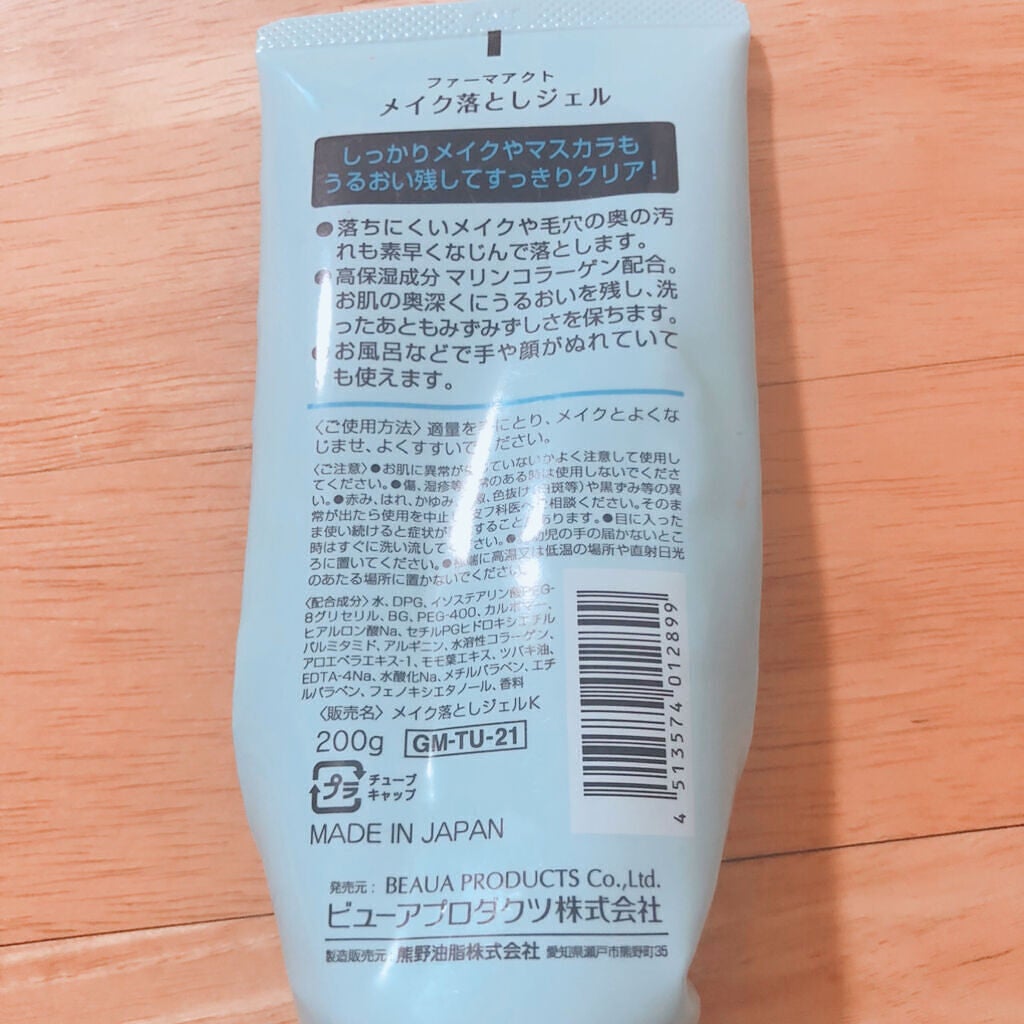 ファーマアクト
メイク落としジェル
しっかりメイクやマスカラも
うるおい残してすっきりクリア!
●落ちにくいメイクや毛穴の奥の汚
れも素早くなじんで落とします。
●高保湿成分 マリンコラーゲン配合。
お肌の奥深くにうるおいを残し、洗
ったあともみずみずしさを保ちます。
●お風呂などで手や顔がぬれていて
も使えます。
〈ご使用方法〉適量を手にとり、メイクとよくな
じませ、よくすすいでください。
〈ご注意〉●お肌に異常が ていないかよく注意して使用し
てください。●傷、湿疹等 常のある時は使用しないでくださ
い。●赤み、はれ、かゆみ 、色抜け(白斑等)や黒ずみ等の異
常が出たら使用を中止 フ科医へ 相談ください。そのま
ま使い続けると症状が することが あります。●目に入った
時はすぐに洗い流して さい。● 幼児の手の届かないとこ
ろに置いてください。●極端に高温又は低温の場所や直射日光
のあたる場所に置かないでください。
〈配合成分〉水、DPG、イソステアリン酸PEG-
8グリセリル、BG、PEG-400、カルボマー、
ヒアルロン酸Na、セチルPGヒドロキシエチル
パルミタミド、アルギニン、水溶性コラーゲン、
アロエベラエキス-1、モモ葉エキス、ツバキ油、
EDTA-4Na、水酸化Na、メチルパラベン、エチ
ルパラベン、フェノキシエタノール、香料
〈販売名〉メイク落としジェルK
200g GM-TU-21
プラ チューブ
キャップ
MADE IN JAPAN
4 513574 012899
発売元: BEAUA PRODUCTS Co.,Ltd.
ビューアプロダクツ株式会社
製造販売元:熊野油脂株式会社 愛知県瀬戸市熊野町35